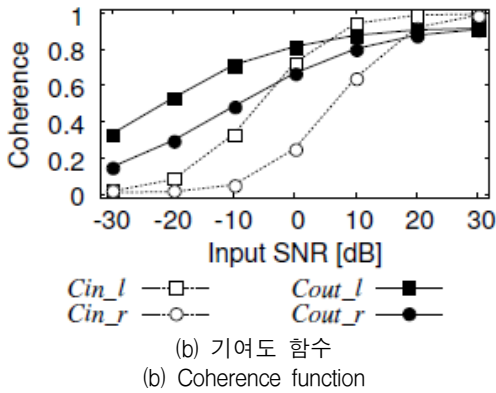 1
0.8
0.6
0.4
0.2
0
Coherence
-30 -20 -10 0 10 20 30
Input SNR [dB]
Cin_l Cout_l
Cin_r Cout_r
(b) 기여도 함수
(b) Coherence function